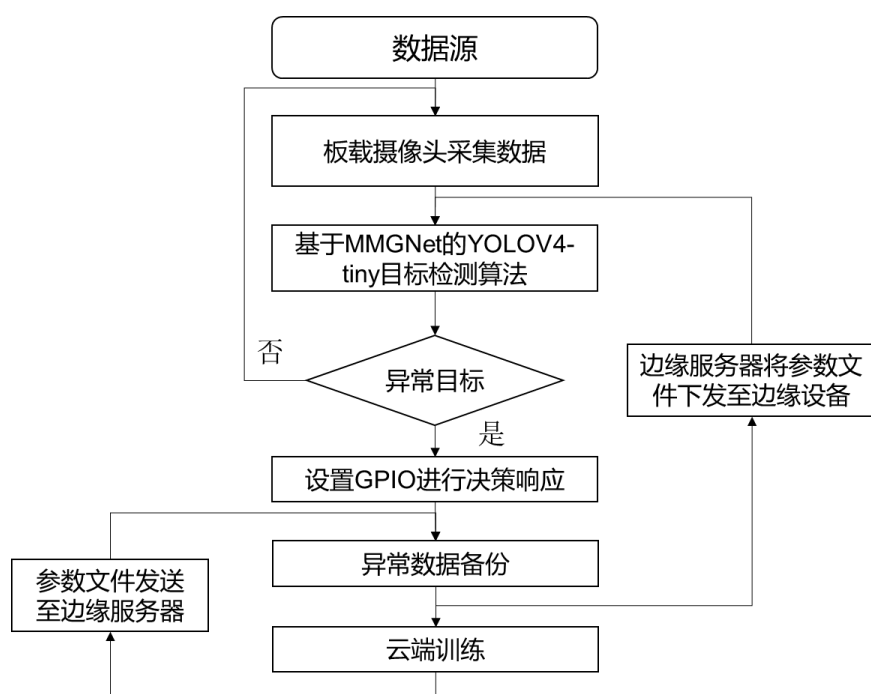 数据源
板载摄像头采集数据
基于MMGNet的YOLOV4-
tiny目标检测算法
否
异常目标
边缘服务器将参数文
件下发至边缘设备
是
设置GPIO进行决策响应
异常数据备份
参数文件发送
至边缘服务器
云端训练